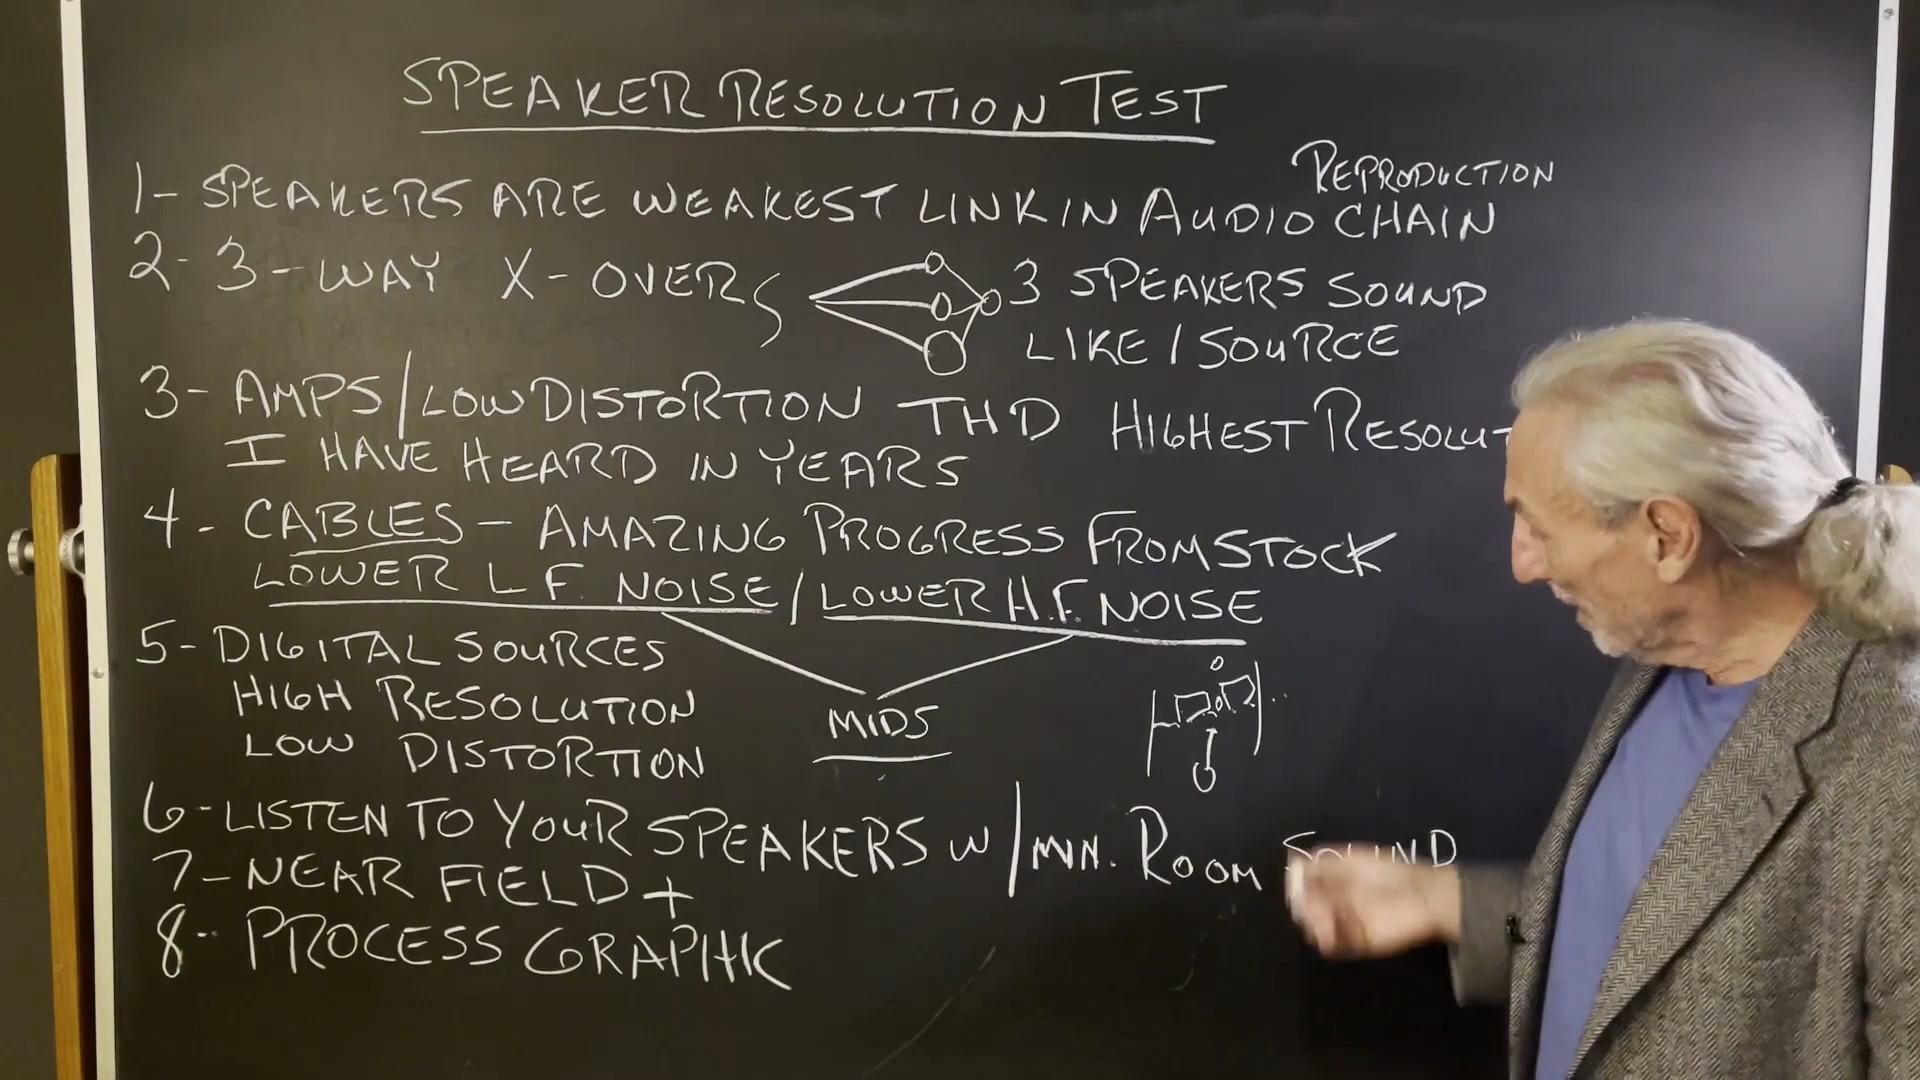 SPEAKER RESOLUTION TEST
REPRODUCTION
1- SPEAKERS ARE WEAKEST LINK IN AUDIO CHAIN
2- 3-WAY X-OVERS
3 SPEAKERS SOUND
LIKE 1 SOURCE
3- AMPS/LOW DISTORTION THD HIGHEST RESOLUT
I HAVE HEARD IN YEARS
4- CABLES - AMAZING PROGRESS FROM STOCK
LOWER L.F. NOISE / LOWER H.F. NOISE
MIDS
5- DIGITAL SOURCES
HIGH RESOLUTION
LOW DISTORTION
6- LISTEN TO YOUR SPEAKERS W/MIN. ROOM SOUND
7- NEAR FIELD +
8- PROCESS GRAPHIC